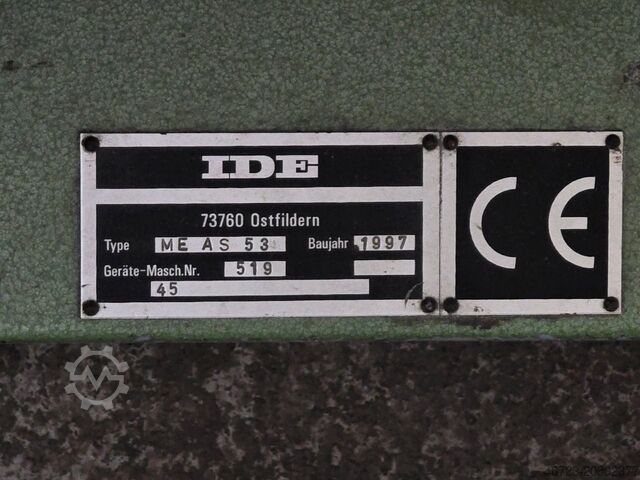 IDE
73760 Ostfildern
Type ME AS 53 Baujahr 1997
Geräte-Masch.Nr. 519
45
CE